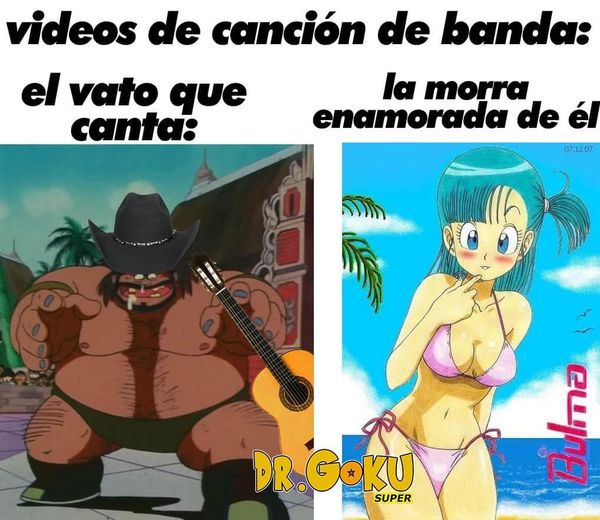 videos de canción de banda:
el vato que
canta:
la morra
enamorada de él
07.12.07
Bulma
DR. GOKU
SUPER